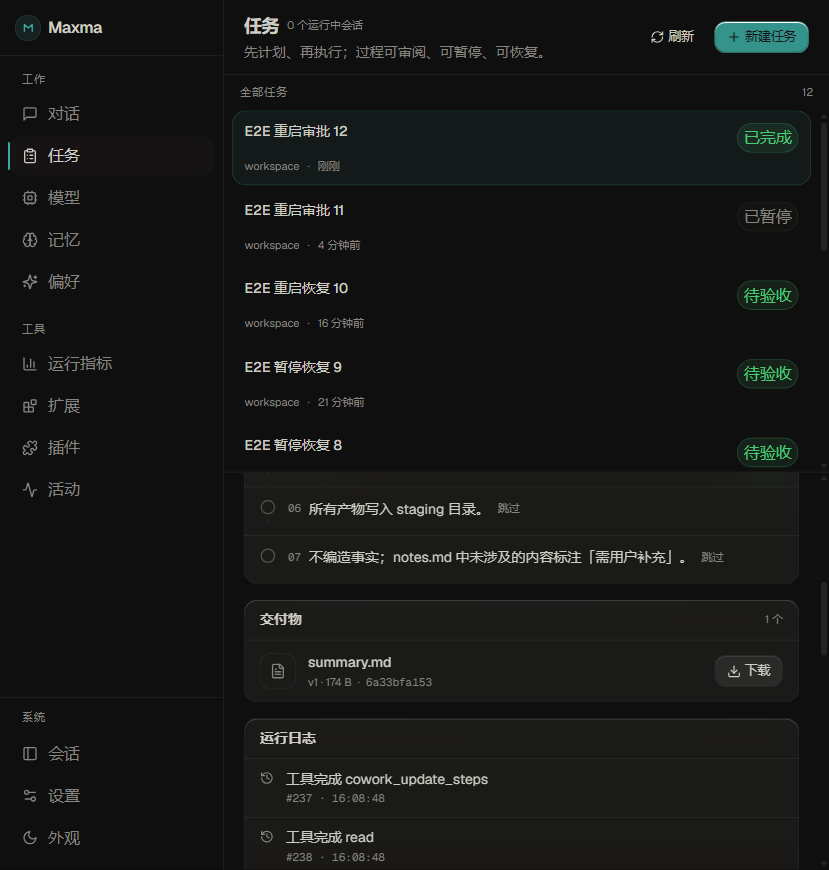 Maxma
工作
对话
任务
模型
记忆
偏好
工具
运行指标
扩展
插件
活动
系统
会话
设置
外观
任务 0 个运行中会话
先计划、再执行；过程可审阅、可暂停、可恢复。
刷新
新建任务
全部任务 12
E2E 重启审批 12
已完成
workspace · 刚刚
E2E 重启审批 11
已暂停
workspace · 4 分钟前
E2E 重启恢复 10
待验收
workspace · 16 分钟前
E2E 暂停恢复 9
待验收
workspace · 21 分钟前
E2E 暂停恢复 8
待验收
06 所有产物写入 staging 目录。 跳过
07 不编造事实；notes.md 中未涉及的内容标注「需用户补充」。 跳过
交付物 1 个
summary.md
v1 · 174 B · 6a33bfa153
下载
运行日志
工具完成 cowork_update_steps
#237 · 16:08:48
工具完成 read
#238 · 16:08:48